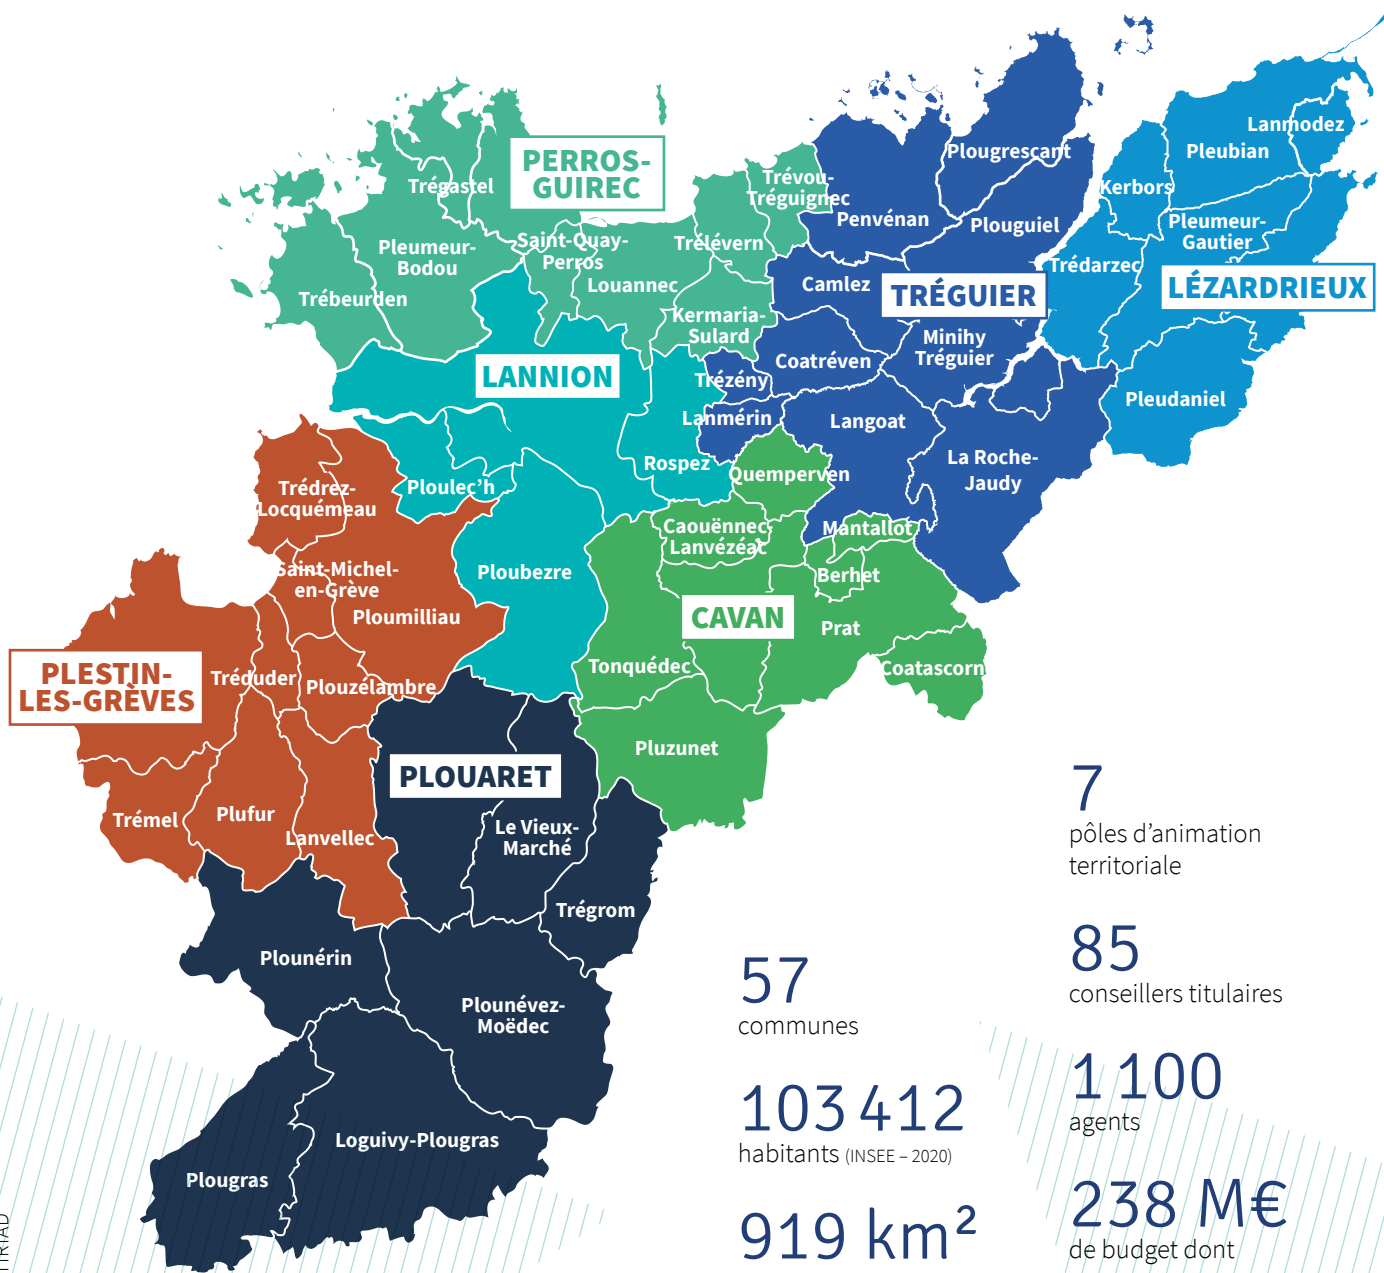 PERROS-
GUIREC
Trégastel
Pleumeur-
Bodou
Trébeurden
Saint-Quay-
Perros
Louannec
Trélévern
Trévou-
Tréguignec
Kermaria-
Sulard
LANNION
Ploulec’h
Rospez
Ploubezre
TRÉGUIER
Plougrescant
Penvénan
Plouguiel
Camlez
Minihy
Tréguier
Coatréven
Trézény
Lanmérin
Langoat
La Roche-
Jaudy
LÉZARDRIEUX
Lanmodez
Pleubian
Kerbors
Pleumeur-
Gautier
Trédarzec
Pleudaniel
CAVAN
Quemperven
Caouënnec-
Lanvézéac
Mantallot
Berhet
Prat
Coatascorn
Tonquédec
Pluzunet
PLESTIN-
LES-GRÈVES
Trédrez-
Locquémeau
Saint-Michel-
en-Grève
Ploumilliau
Tréduder
Plouzélambre
Trémel
Plufur
Lanvellec
PLOUARET
Le Vieux-
Marché
Trégrom
Plounérin
Plounévez-
Moëdec
Loguivy-Plougras
Plougras
57
communes
103 412
habitants (INSEE – 2020)
919 km²
7
pôles d’animation
territoriale
85
conseillers titulaires
1 100
agents
238 M€
de budget dont